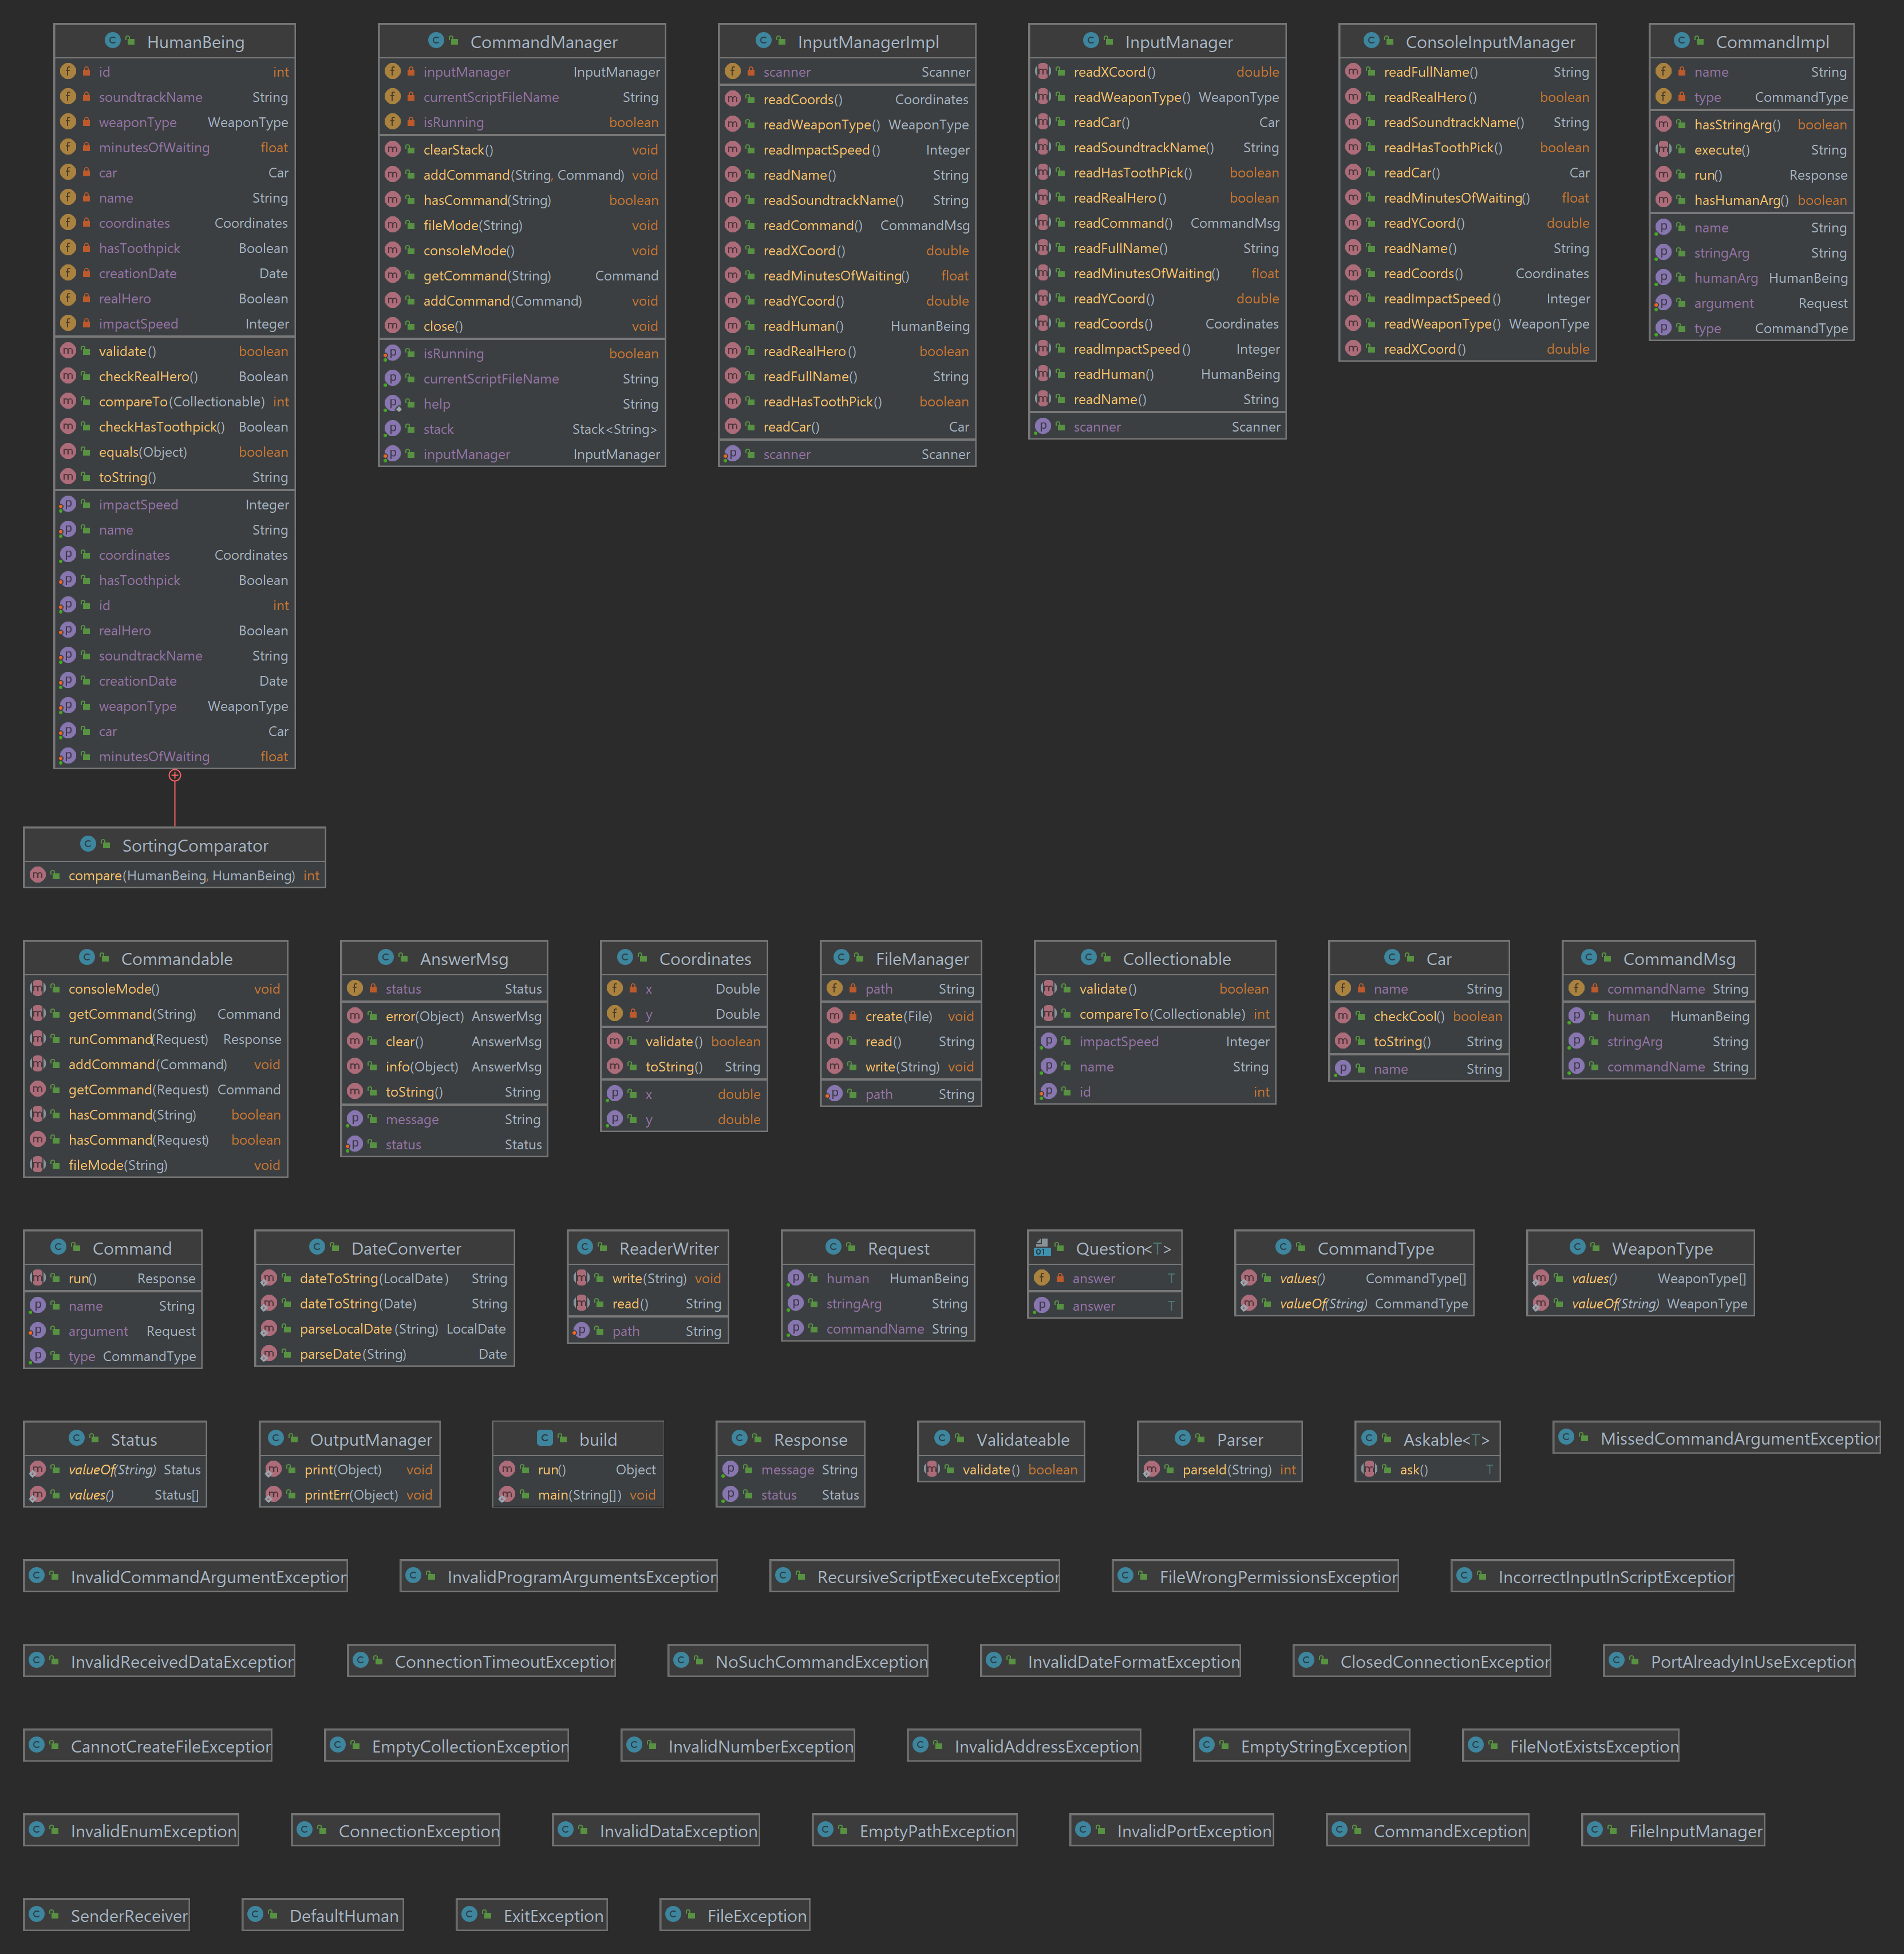 HumanBeing
id int
soundtrackName String
weaponType WeaponType
minutesOfWaiting float
car Car
name String
coordinates Coordinates
hasToothpick Boolean
creationDate Date
realHero Boolean
impactSpeed Integer
validate() boolean
checkRealHero() Boolean
compareTo(Collectionable) int
checkHasToothpick() Boolean
equals(Object) boolean
toString() String
impactSpeed Integer
name String
coordinates Coordinates
hasToothpick Boolean
id int
realHero Boolean
soundtrackName String
creationDate Date
weaponType WeaponType
car Car
minutesOfWaiting float
CommandManager
inputManager InputManager
currentScriptFileName String
isRunning boolean
clearStack() void
addCommand(String, Command) void
hasCommand(String) boolean
fileMode(String) void
consoleMode() void
getCommand(String) Command
addCommand(Command) void
close() void
isRunning boolean
currentScriptFileName String
help String
stack Stack<String>
inputManager InputManager
InputManagerImpl
scanner Scanner
readCoords() Coordinates
readWeaponType() WeaponType
readImpactSpeed() Integer
readName() String
readSoundtrackName() String
readCommand() CommandMsg
readXCoord() double
readMinutesOfWaiting() float
readYCoord() double
readHuman() HumanBeing
readRealHero() boolean
readFullName() String
readHasToothPick() boolean
readCar() Car
scanner Scanner
InputManager
readXCoord() double
readWeaponType() WeaponType
readCar() Car
readSoundtrackName() String
readHasToothPick() boolean
readRealHero() boolean
readCommand() CommandMsg
readFullName() String
readMinutesOfWaiting() float
readYCoord() double
readCoords() Coordinates
readImpactSpeed() Integer
readHuman() HumanBeing
readName() String
scanner Scanner
ConsoleInputManager
readFullName() String
readRealHero() boolean
readSoundtrackName() String
readHasToothPick() boolean
readCar() Car
readMinutesOfWaiting() float
readYCoord() double
readName() String
readCoords() Coordinates
readImpactSpeed() Integer
readWeaponType() WeaponType
readXCoord() double
CommandImpl
name String
type CommandType
hasStringArg() boolean
execute() String
run() Response
hasHumanArg() boolean
name String
stringArg String
humanArg HumanBeing
argument Request
type CommandType
SortingComparator
compare(HumanBeing, HumanBeing) int
Commandable
consoleMode() void
getCommand(String) Command
runCommand(Request) Response
addCommand(Command) void
getCommand(Request) Command
hasCommand(String) boolean
hasCommand(Request) boolean
fileMode(String) void
AnswerMsg
status Status
error(Object) AnswerMsg
clear() AnswerMsg
info(Object) AnswerMsg
toString() String
message String
status Status
Coordinates
x Double
y Double
validate() boolean
toString() String
x double
y double
FileManager
path String
create(File) void
read() String
write(String) void
path String
Collectionable
validate() boolean
compareTo(Collectionable) int
impactSpeed Integer
name String
id int
Car
name String
checkCool() boolean
toString() String
name String
CommandMsg
commandName String
human HumanBeing
stringArg String
commandName String
Command
run() Response
name String
argument Request
type CommandType
DateConverter
dateToString(LocalDate) String
dateToString(Date) String
parseLocalDate(String) LocalDate
parseDate(String) Date
ReaderWriter
write(String) void
read() String
path String
Request
human HumanBeing
stringArg String
commandName String
Question<T>
answer T
answer T
CommandType
values() CommandType[]
valueOf(String) CommandType
WeaponType
values() WeaponType[]
valueOf(String) WeaponType
Status
valueOf(String) Status
values() Status[]
OutputManager
print(Object) void
printErr(Object) void
build
run() Object
main(String[]) void
Response
message String
status Status
Validateable
validate() boolean
Parser
parseId(String) int
Askable<T>
ask() T
MissedCommandArgumentException
InvalidCommandArgumentException
InvalidProgramArgumentsException
RecursiveScriptExecuteException
FileWrongPermissionsException
IncorrectInputInScriptException
InvalidReceivedDataException
ConnectionTimeoutException
NoSuchCommandException
InvalidDateFormatException
ClosedConnectionException
PortAlreadyInUseException
CannotCreateFileException
EmptyCollectionException
InvalidNumberException
InvalidAddressException
EmptyStringException
FileNotExistsException
InvalidEnumException
ConnectionException
InvalidDataException
EmptyPathException
InvalidPortException
CommandException
FileInputManager
SenderReceiver
DefaultHuman
ExitException
FileException